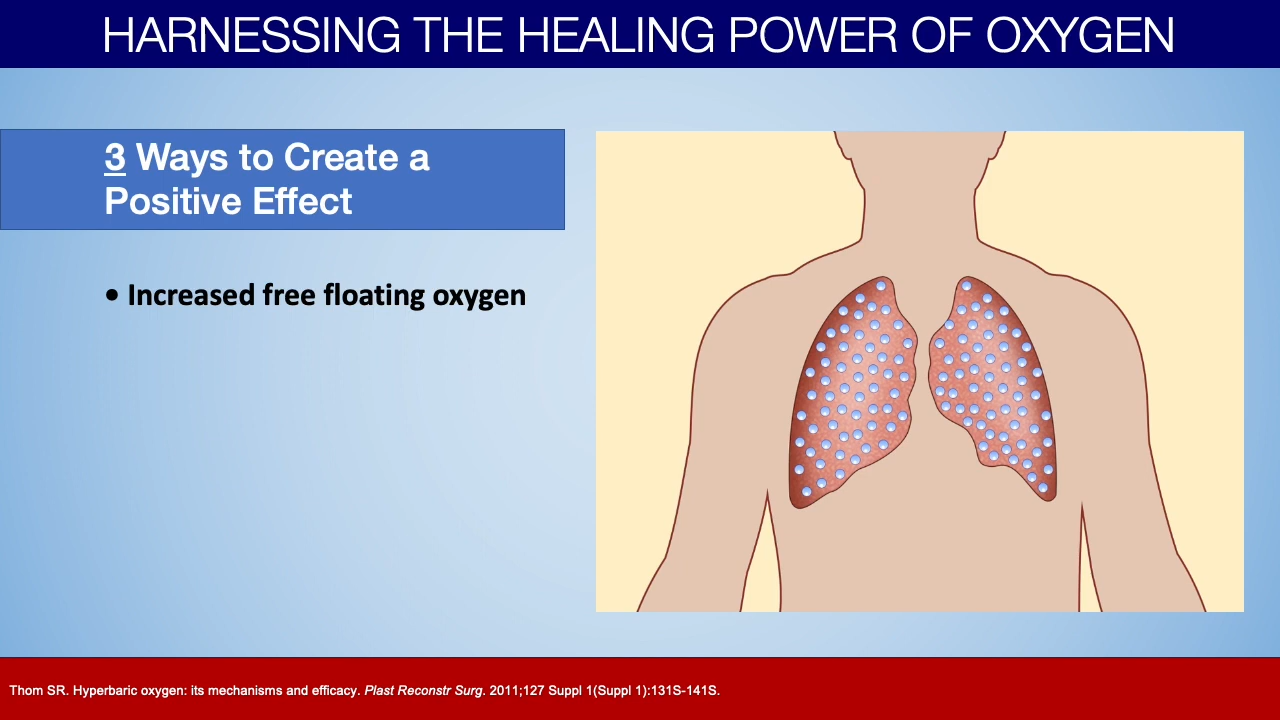 HARNESSING THE HEALING POWER OF OXYGEN
3 Ways to Create a
Positive Effect
• Increased free floating oxygen
Thom SR. Hyperbaric oxygen: its mechanisms and efficacy. Plast Reconstr Surg. 2011;127 Suppl 1(Suppl 1):131S-141S.